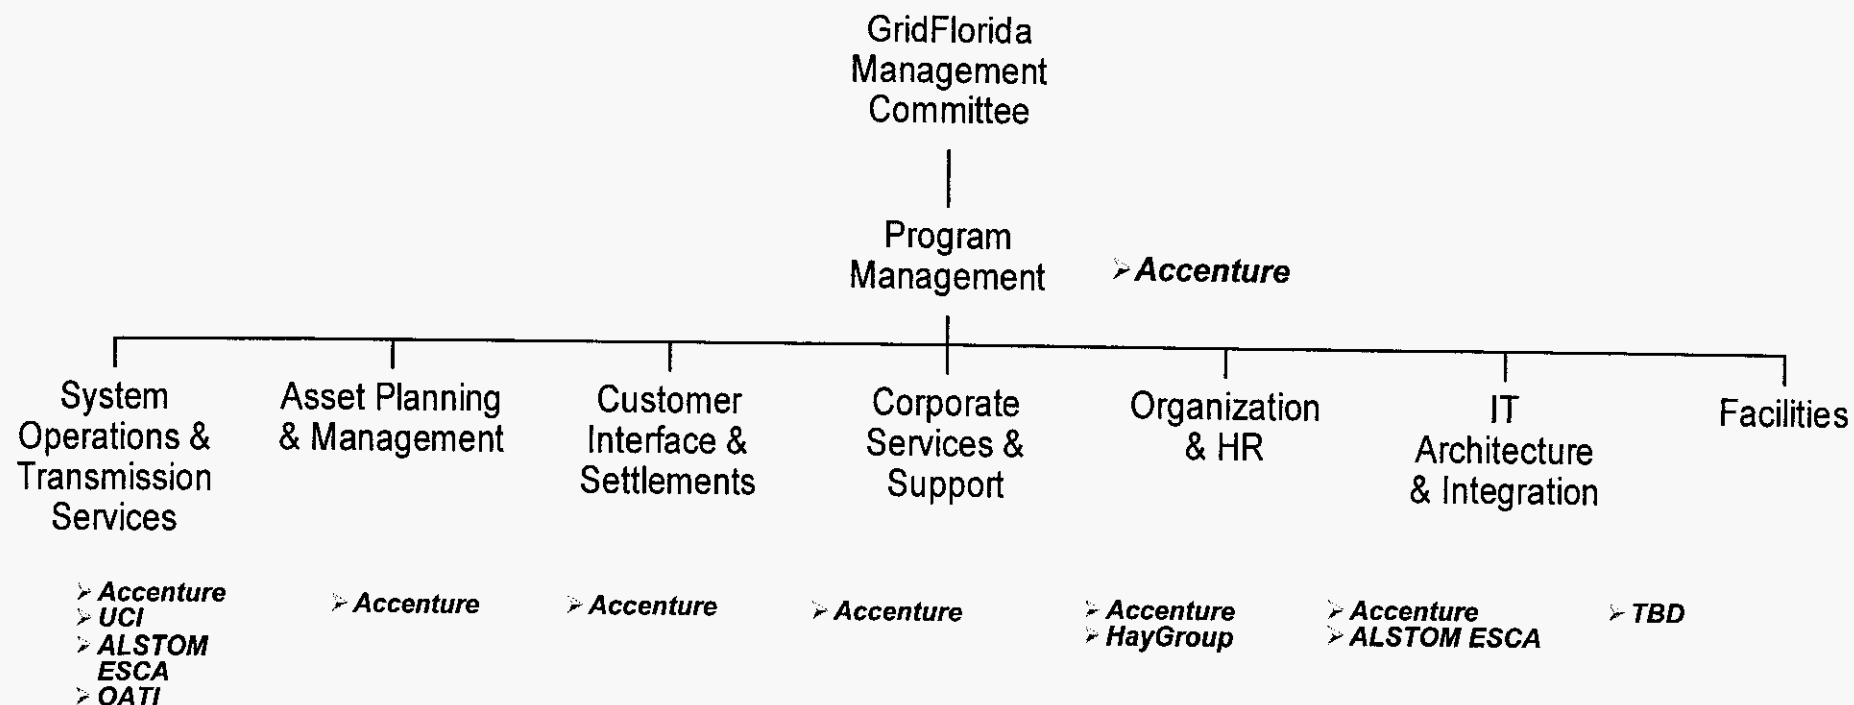 GridFlorida
Management
Committee
Program
Management
Accenture
System
Operations &
Transmission
Services
Asset Planning
& Management
Customer
Interface &
Settlements
Corporate
Services &
Support
Organization
& HR
IT
Architecture
& Integration
Facilities
Accenture
UCI
ALSTOM
ESCA
OATI
Accenture
Accenture
Accenture
Accenture
HayGroup
Accenture
ALSTOM ESCA
TBD